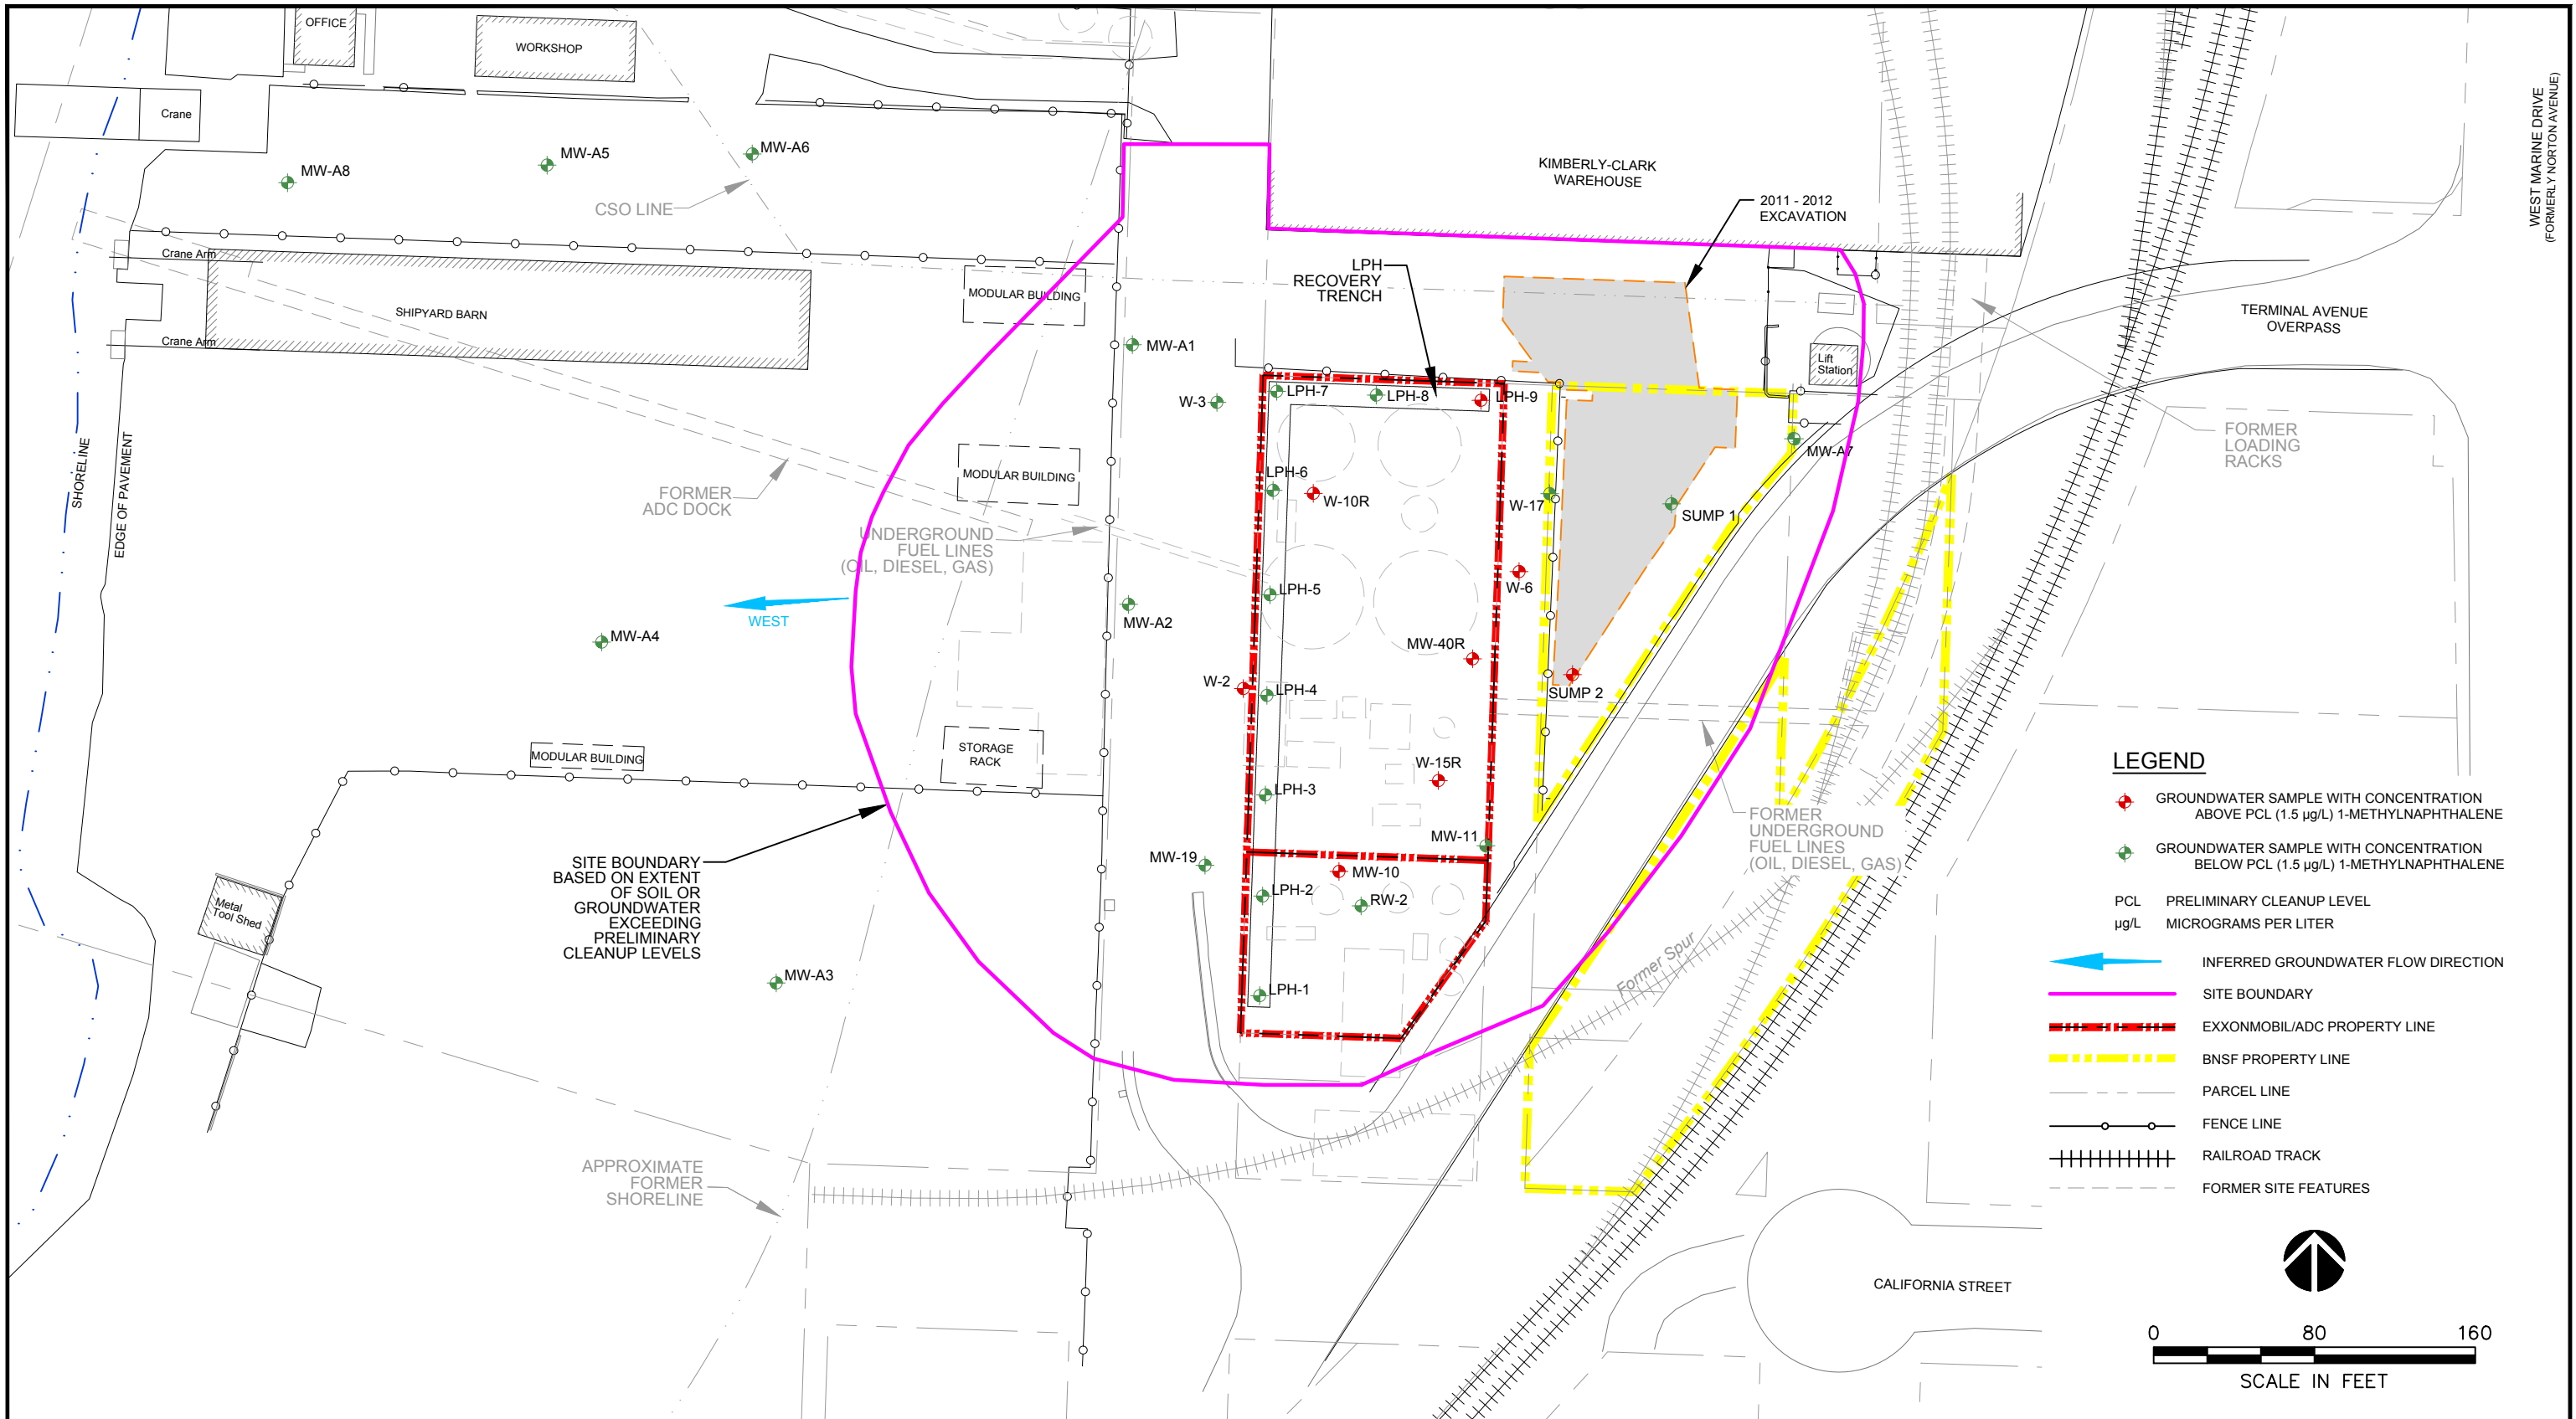 OFFICE
WORKSHOP
Crane
MW-A8
MW-A5
MW-A6
CSO LINE
KIMBERLY-CLARK
WAREHOUSE
2011 - 2012
EXCAVATION
WEST MARINE DRIVE
(FORMERLY NORTON AVENUE)
Crane Arm
SHIPYARD BARN
Crane Arm
MODULAR BUILDING
LPH
RECOVERY
TRENCH
TERMINAL AVENUE
OVERPASS
MW-A1
Lift
Station
W-3
LPH-7
LPH-8
LPH-9
SHORELINE
EDGE OF PAVEMENT
FORMER
ADC DOCK
MODULAR BUILDING
LPH-6
W-10R
W-17
SUMP 1
MW-A7
FORMER
LOADING
RACKS
UNDERGROUND
FUEL LINES
(OIL, DIESEL, GAS)
WEST
LPH-5
W-6
MW-A4
MW-A2
MW-40R
W-2
LPH-4
SUMP 2
MODULAR BUILDING
STORAGE
RACK
LPH-3
W-15R
MW-11
FORMER
UNDERGROUND
FUEL LINES
(OIL, DIESEL, GAS)
SITE BOUNDARY
BASED ON EXTENT
OF SOIL OR
GROUNDWATER
EXCEEDING
PRELIMINARY
CLEANUP LEVELS
MW-19
MW-10
LPH-2
RW-2
Metal
Tool Shed
MW-A3
LPH-1
Former Spur
APPROXIMATE
FORMER
SHORELINE
CALIFORNIA STREET
LEGEND
GROUNDWATER SAMPLE WITH CONCENTRATION
ABOVE PCL (1.5 µg/L) 1-METHYLNAPHTHALENE
GROUNDWATER SAMPLE WITH CONCENTRATION
BELOW PCL (1.5 µg/L) 1-METHYLNAPHTHALENE
PCL PRELIMINARY CLEANUP LEVEL
µg/L MICROGRAMS PER LITER
INFERRED GROUNDWATER FLOW DIRECTION
SITE BOUNDARY
EXXONMOBIL/ADC PROPERTY LINE
BNSF PROPERTY LINE
PARCEL LINE
FENCE LINE
RAILROAD TRACK
FORMER SITE FEATURES
0 80 160
SCALE IN FEET